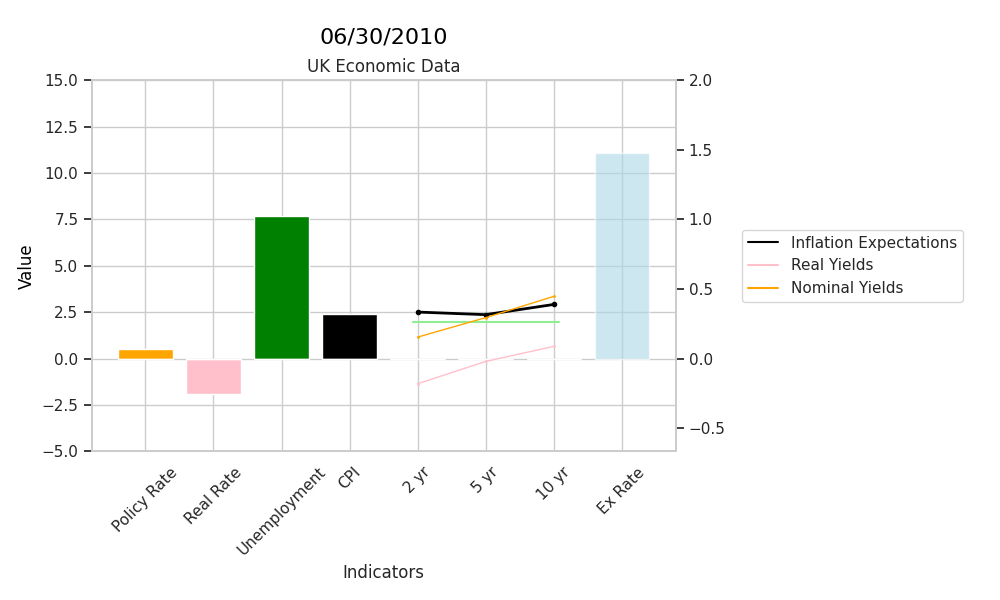 06/30/2010
UK Economic Data
15.0
12.5
10.0
7.5
5.0
2.5
0.0
−2.5
−5.0
Value
2.0
1.5
1.0
0.5
0.0
−0.5
Inflation Expectations
Real Yields
Nominal Yields
Policy Rate
Real Rate
Unemployment
CPI
2 yr
5 yr
10 yr
Ex Rate
Indicators